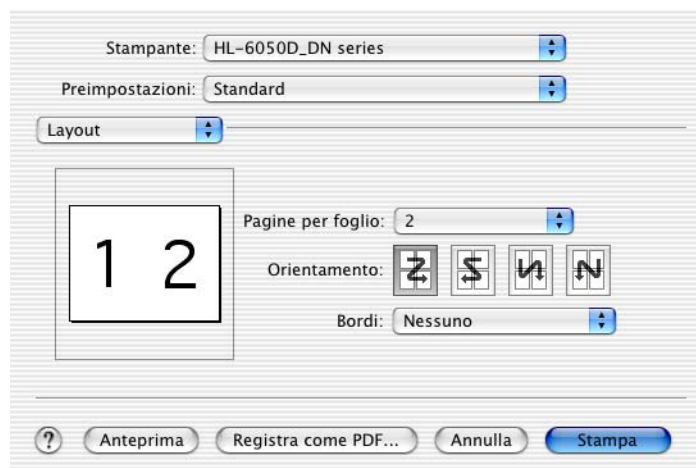 Stampante: HL-6050D_DN series
Preimpostazioni: Standard
Layout
1 2
Pagine per foglio: 2
Orientamento:
Bordi: Nessuno
? Anteprima Registra come PDF... Annulla Stampa